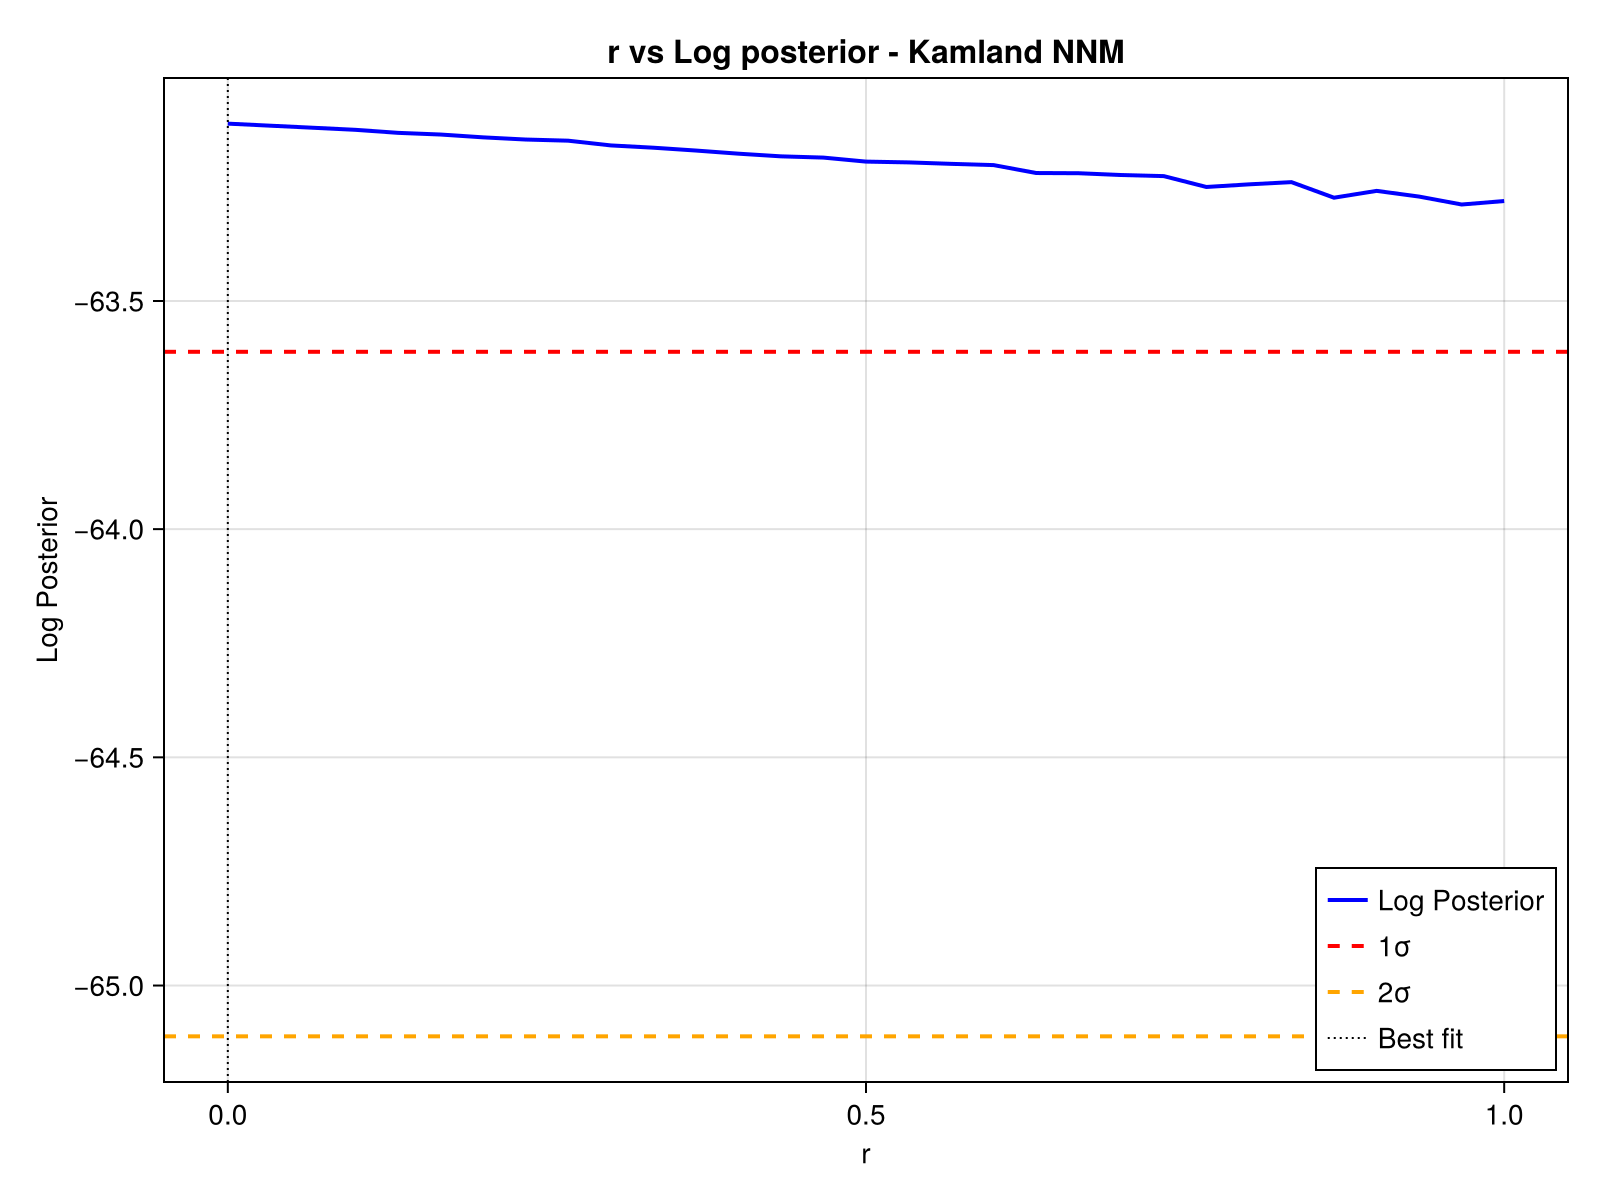 r vs Log posterior - Kamland NNM
Log Posterior
−63.5
−64.0
−64.5
−65.0
Log Posterior
1σ
2σ
Best fit
0.0
0.5
1.0
r